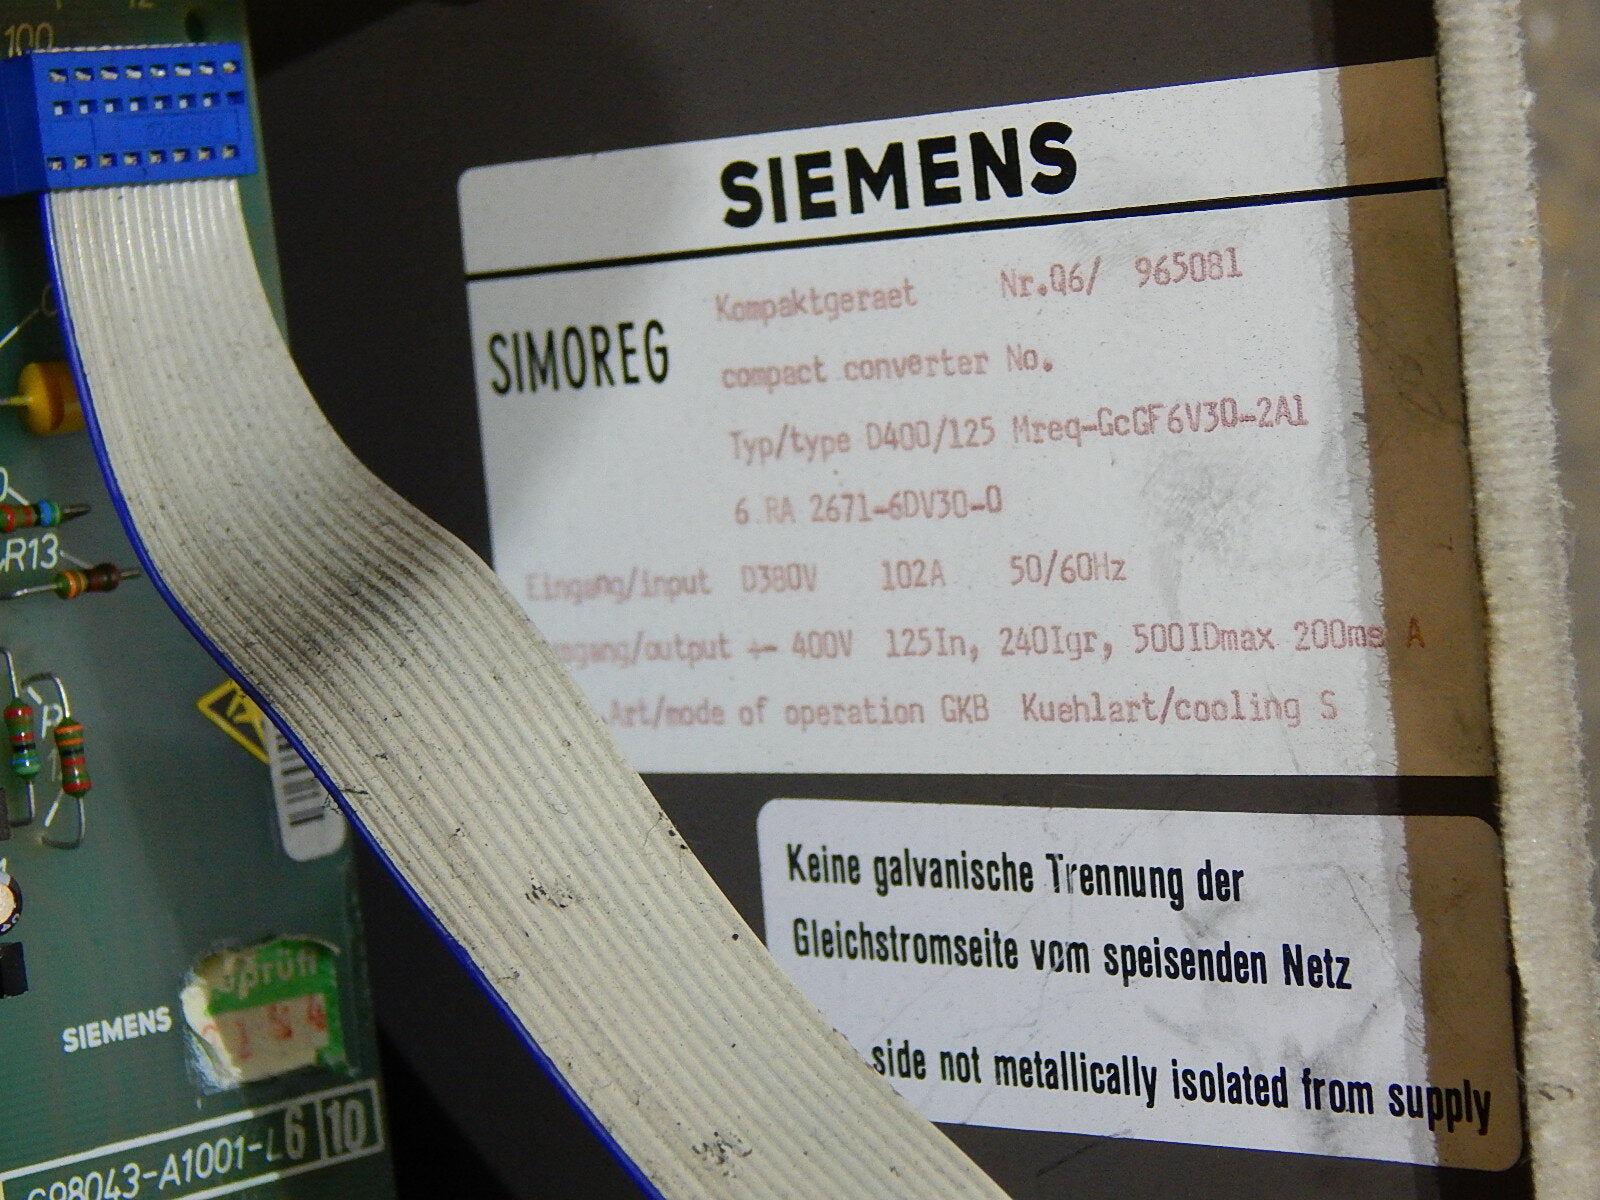 100
SIEMENS
SIMOREG
Kompaktgeraet Nr.Q6/ 965081
compact converter No.
Typ/type D400/125 Mreq-GcGF6V30-2A1
6 RA 2671-6DV30-0
Eingang/input D380V 102A 50/60Hz
/output +- 400V 125In, 240Igr, 500IDmax 200ms A
Art/mode of operation GKB Kuehlart/cooling S
Keine galvanische Trennung der
Gleichstromseite vom speisenden Netz
side not metallically isolated from supply
R13
SIEMENS
G98043-A1001-L6 10